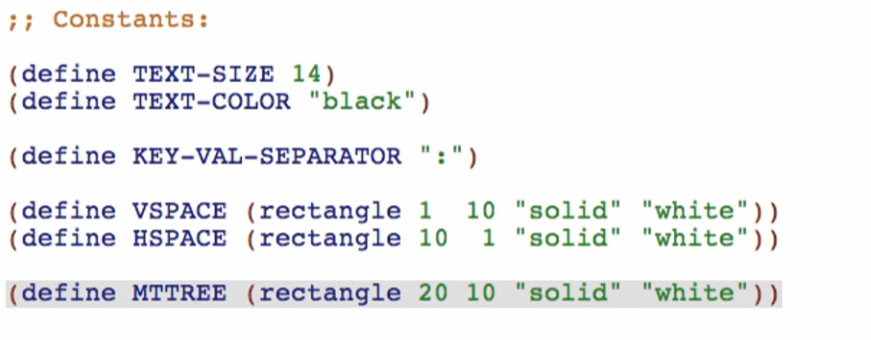 ;; Constants:
(define TEXT-SIZE 14)
(define TEXT-COLOR "black")
(define KEY-VAL-SEPARATOR ":")
(define VSPACE (rectangle 1  10 "solid" "white"))
(define HSPACE (rectangle 10  1 "solid" "white"))
(define MTTREE (rectangle 20 10 "solid" "white"))